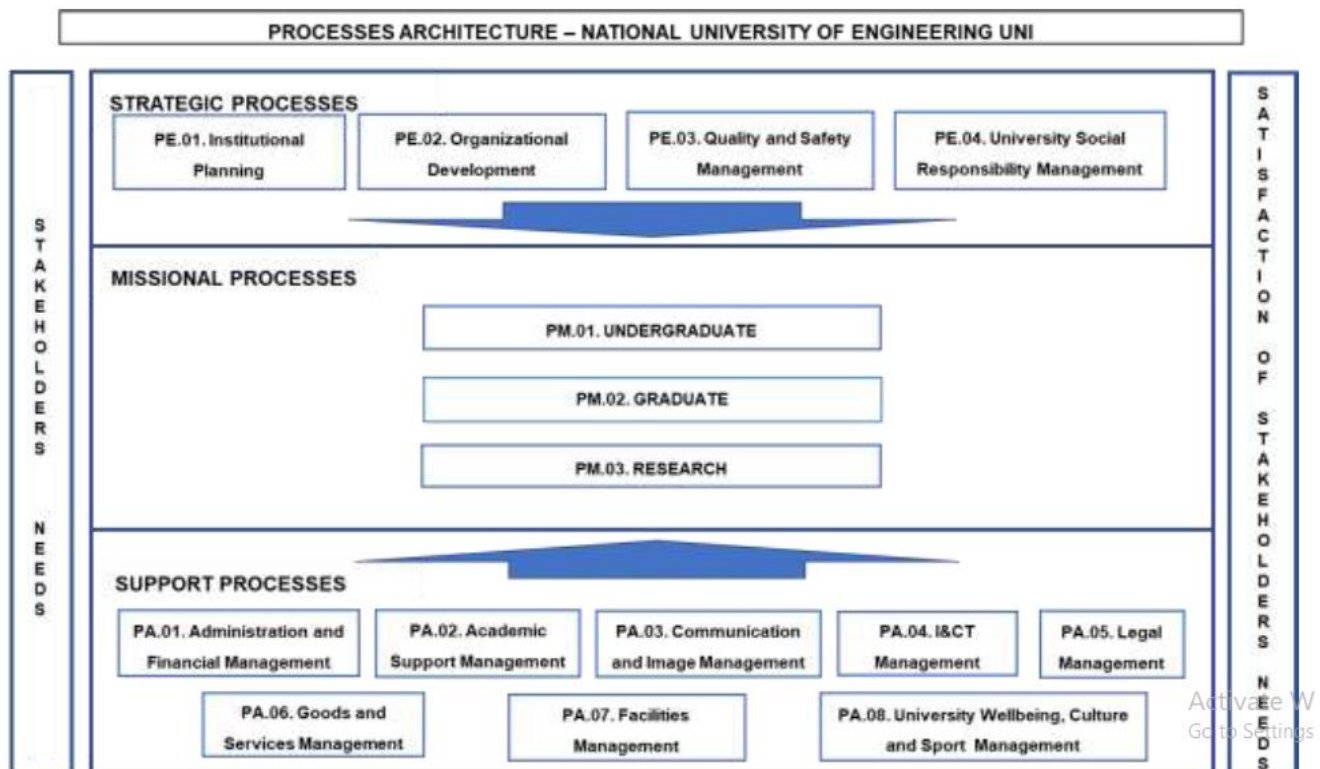 PROCESSES ARCHITECTURE – NATIONAL UNIVERSITY OF ENGINEERING UNI
STAKEHOLDERS NEEDS
STRATEGIC PROCESSES
PE.01. Institutional
Planning
PE.02. Organizational
Development
PE.03. Quality and Safety
Management
PE.04. University Social
Responsibility Management
MISSIONAL PROCESSES
PM.01. UNDERGRADUATE
PM.02. GRADUATE
PM.03. RESEARCH
SUPPORT PROCESSES
PA.01. Administration and
Financial Management
PA.02. Academic
Support Management
PA.03. Communication
and Image Management
PA.04. I&CT
Management
PA.05. Legal
Management
PA.06. Goods and
Services Management
PA.07. Facilities
Management
PA.08. University Wellbeing, Culture
and Sport Management
SATISFACTION OF STAKEHOLDERS NEEDS
Activate W
Go to Settings